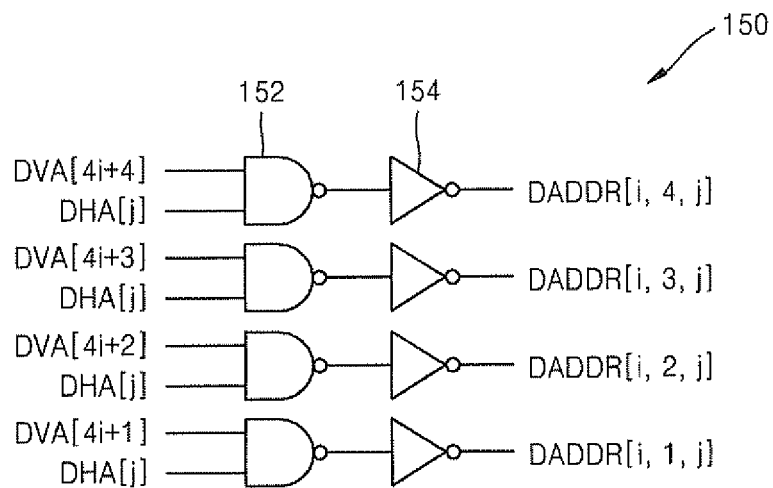 150
152
154
DVA[4i+4]
DHA[j]
DADDR[i, 4, j]
DVA[4i+3]
DHA[j]
DADDR[i, 3, j]
DVA[4i+2]
DHA[j]
DADDR[i, 2, j]
DVA[4i+1]
DHA[j]
DADDR[i, 1, j]